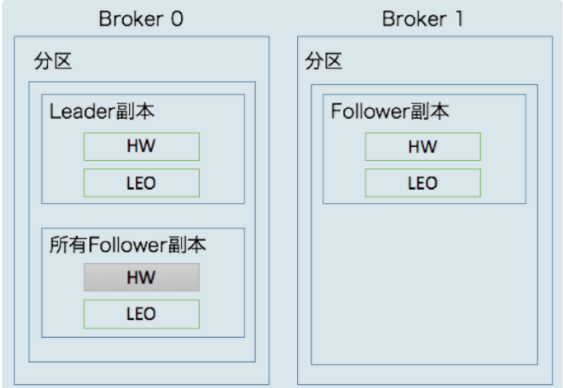 Broker 0
分区
Leader副本
HW
LEO
所有Follower副本
HW
LEO
Broker 1
分区
Follower副本
HW
LEO